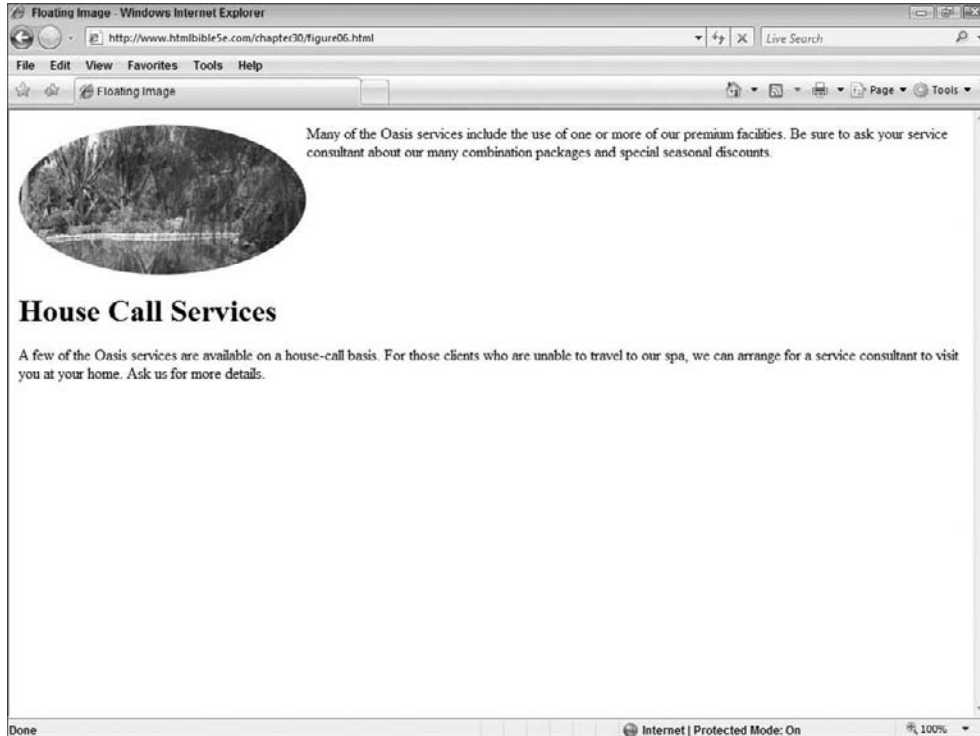 Floating Image - Windows Internet Explorer
http://www.htmlbible5e.com/chapter30/figure06.html
Live Search
File Edit View Favorites Tools Help
Floating Image
Page Tools
Many of the Oasis services include the use of one or more of our premium facilities. Be sure to ask your service
consultant about our many combination packages and special seasonal discounts.
House Call Services
A few of the Oasis services are available on a house-call basis. For those clients who are unable to travel to our spa, we can arrange for a service consultant to visit
you at your home. Ask us for more details.
Done
Internet | Protected Mode: On
100%